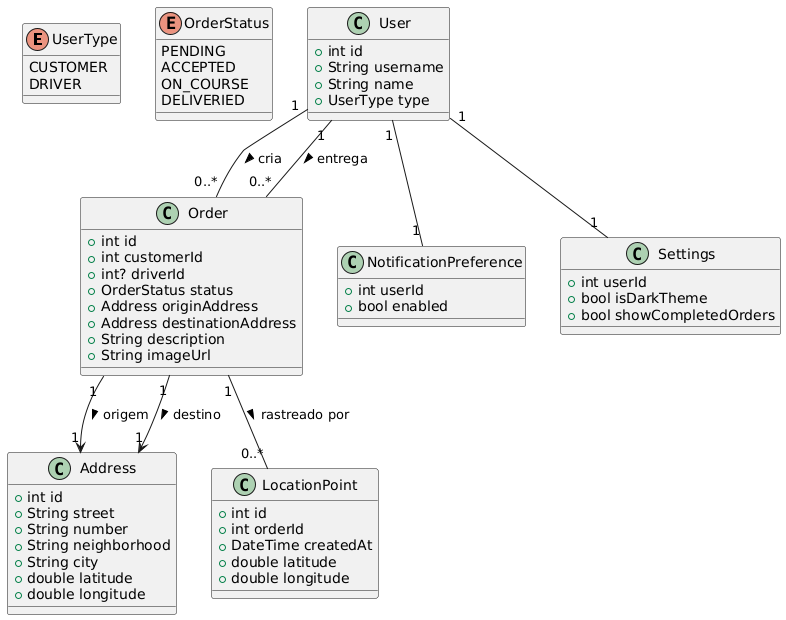 E UserType
CUSTOMER
DRIVER
E OrderStatus
PENDING
ACCEPTED
ON_COURSE
DELIVERIED
C User
int id
String username
String name
UserType type
1
1
1
1
cria
entrega
0..*
0..*
1
1
C Order
int id
int customerId
int? driverId
OrderStatus status
Address originAddress
Address destinationAddress
String description
String imageUrl
C NotificationPreference
int userId
bool enabled
C Settings
int userId
bool isDarkTheme
bool showCompletedOrders
1
1
1
origem
destino
rastreado por
1
1
0..*
C Address
int id
String street
String number
String neighborhood
String city
double latitude
double longitude
C LocationPoint
int id
int orderId
DateTime createdAt
double latitude
double longitude